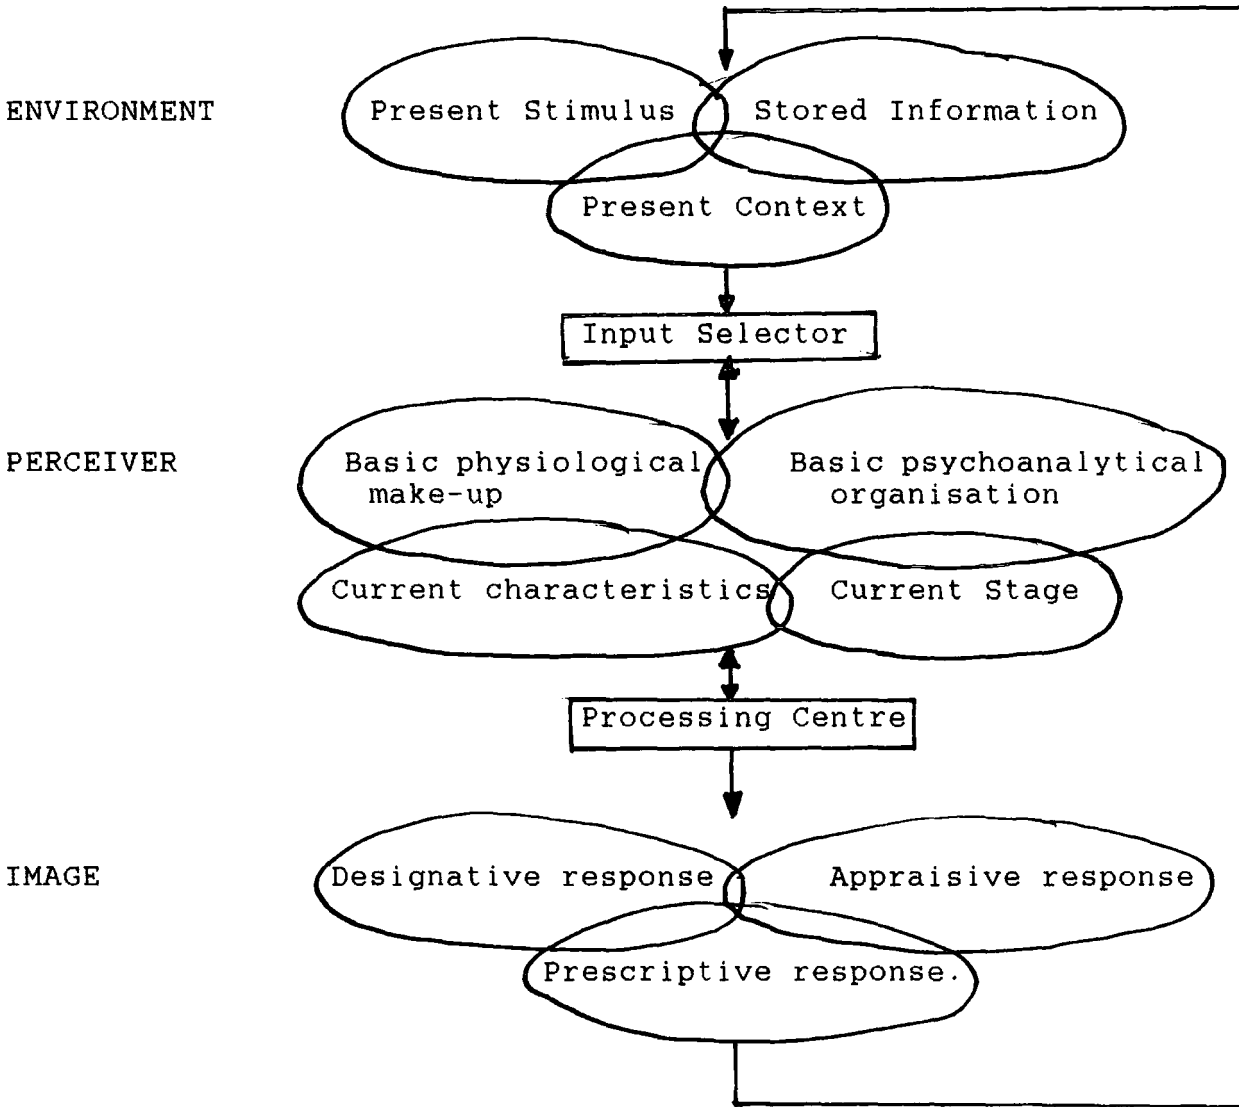 ENVIRONMENT
Present Stimulus
Stored Information
Present Context
Input Selector
PERCEIVER
Basic physiological
make-up
Basic psychoanalytical
organisation
Current characteristics
Current Stage
Processing Centre
IMAGE
Designative response
Appraisive response
Prescriptive response.